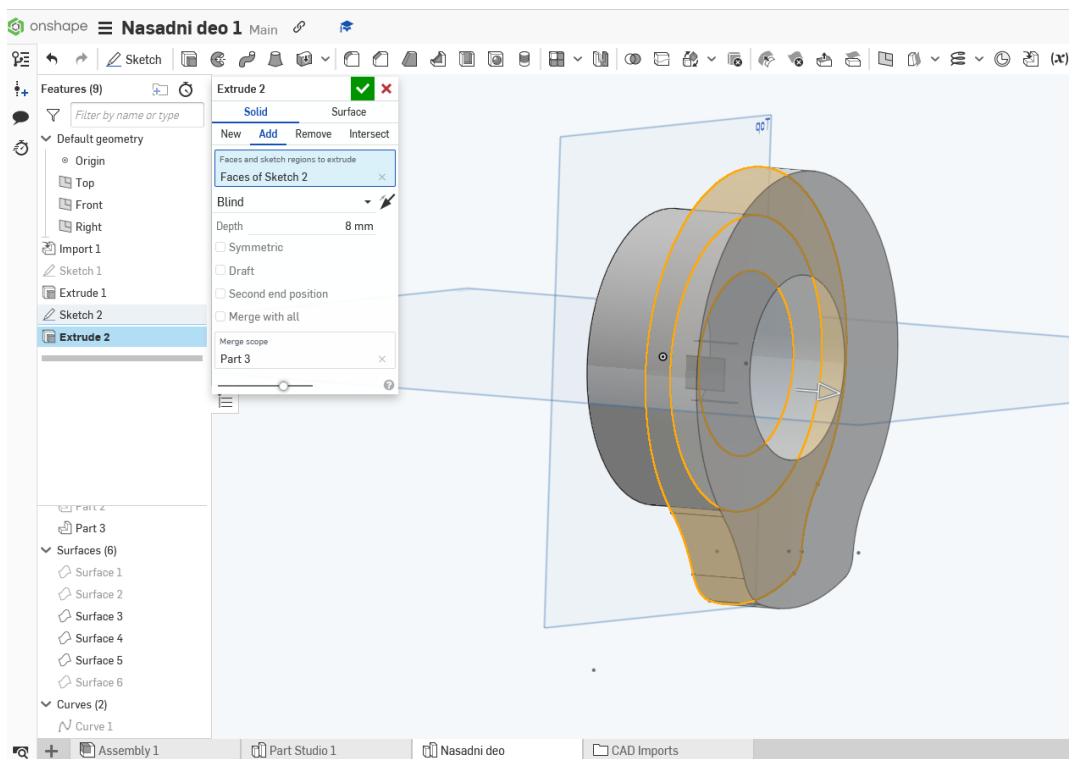 onshape Nasadni deo 1 Main
Sketch (x)
Features (9)
Filter by name or type
Default geometry
Origin
Top
Front
Right
Import 1
Sketch 1
Extrude 1
Sketch 2
Extrude 2
Part 2
Part 3
Surfaces (6)
Surface 1
Surface 2
Surface 3
Surface 4
Surface 5
Surface 6
Curves (2)
Curve 1
Extrude 2
Solid Surface
New Add Remove Intersect
Faces and sketch regions to extrude
Faces of Sketch 2
Blind
Depth 8 mm
Symmetric
Draft
Second end position
Merge with all
Merge scope
Part 3
Top
Assembly 1 Part Studio 1 Nasadni deo CAD Imports